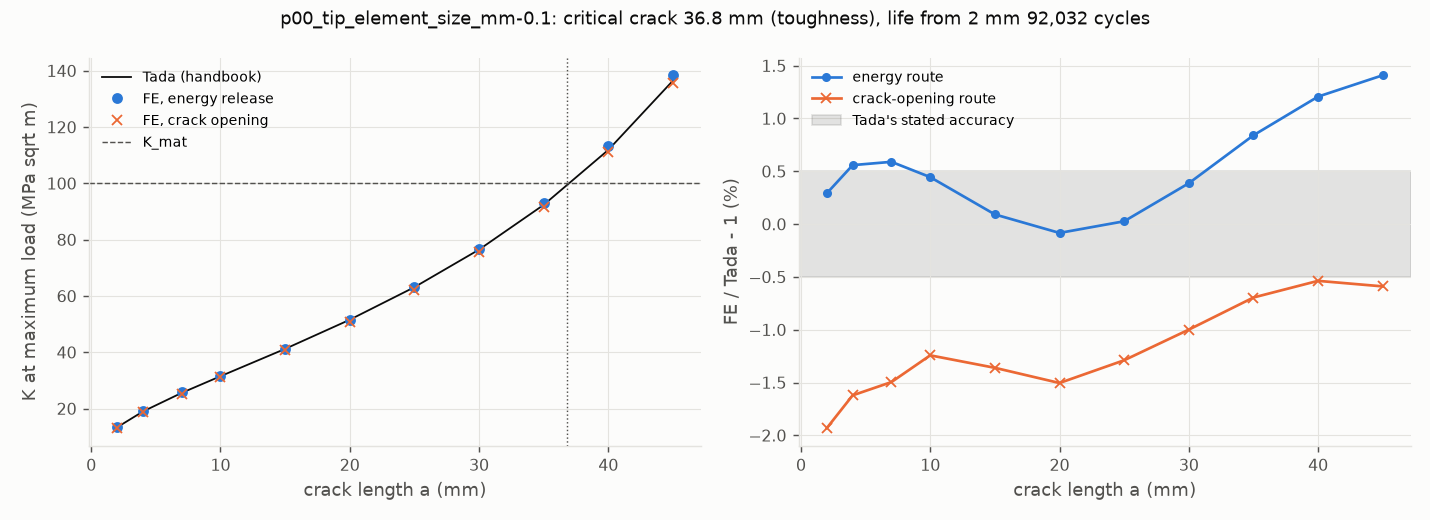 p00_tip_element_size_mm-0.1: critical crack 36.8 mm (toughness), life from 2 mm 92,032 cycles
K at maximum load (MPa sqrt m)
140
120
100
80
60
40
20
Tada (handbook)
FE, energy release
FE, crack opening
K_mat
0
10
20
30
40
crack length a (mm)
FE / Tada - 1 (%)
1.5
1.0
0.5
0.0
−0.5
−1.0
−1.5
−2.0
energy route
crack-opening route
Tada's stated accuracy
0
10
20
30
40
crack length a (mm)